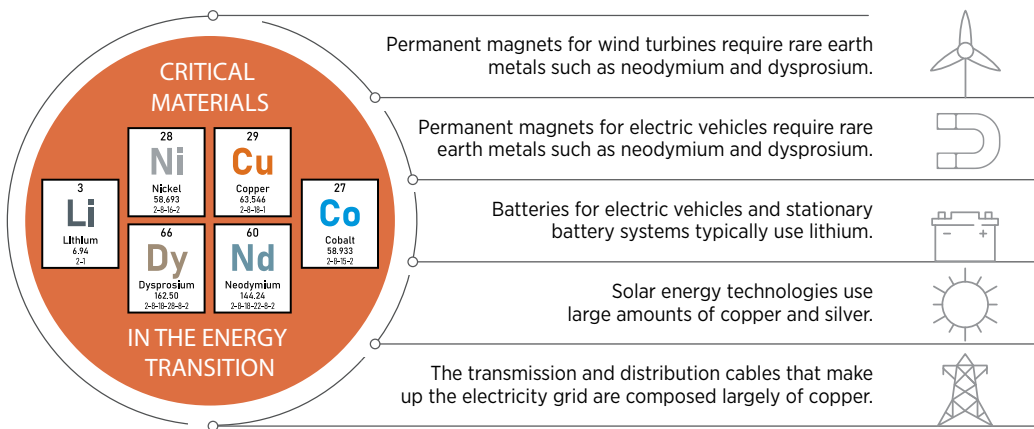 CRITICAL
MATERIALS
28
Ni
Nickel
58,693
2-8-16-2
29
Cu
Copper
63,546
2-8-18-1
3
Li
Lithium
6.94
2-1
27
Co
Cobalt
58.933
2-8-15-2
66
Dy
Dysprosium
162,50
2-8-18-28-8-2
60
Nd
Neodymium
144,24
2-8-18-22-8-2
IN THE ENERGY
TRANSITION
Permanent magnets for wind turbines require rare earth
metals such as neodymium and dysprosium.
Permanent magnets for electric vehicles require rare
earth metals such as neodymium and dysprosium.
Batteries for electric vehicles and stationary
battery systems typically use lithium.
Solar energy technologies use
large amounts of copper and silver.
The transmission and distribution cables that make
up the electricity grid are composed largely of copper.